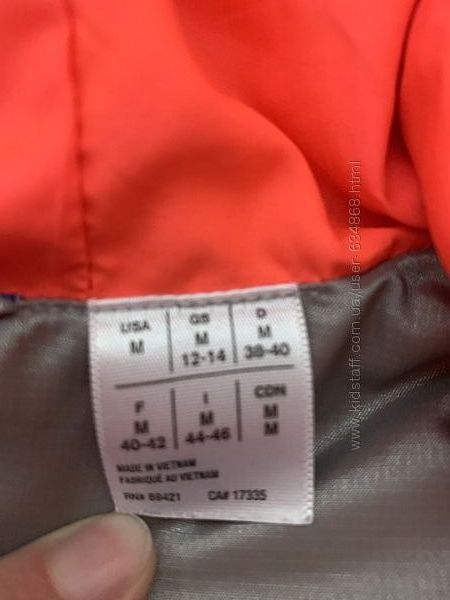 USA GB D
M M M
12-14 38-40
F I CDN
M M M
40-42 44-46 M
MADE IN VIETNAM
FABRIQUÉ AU VIETNAM
RN# 69421 CA# 17335
www.kidstaff.com.ua/user-634868.html